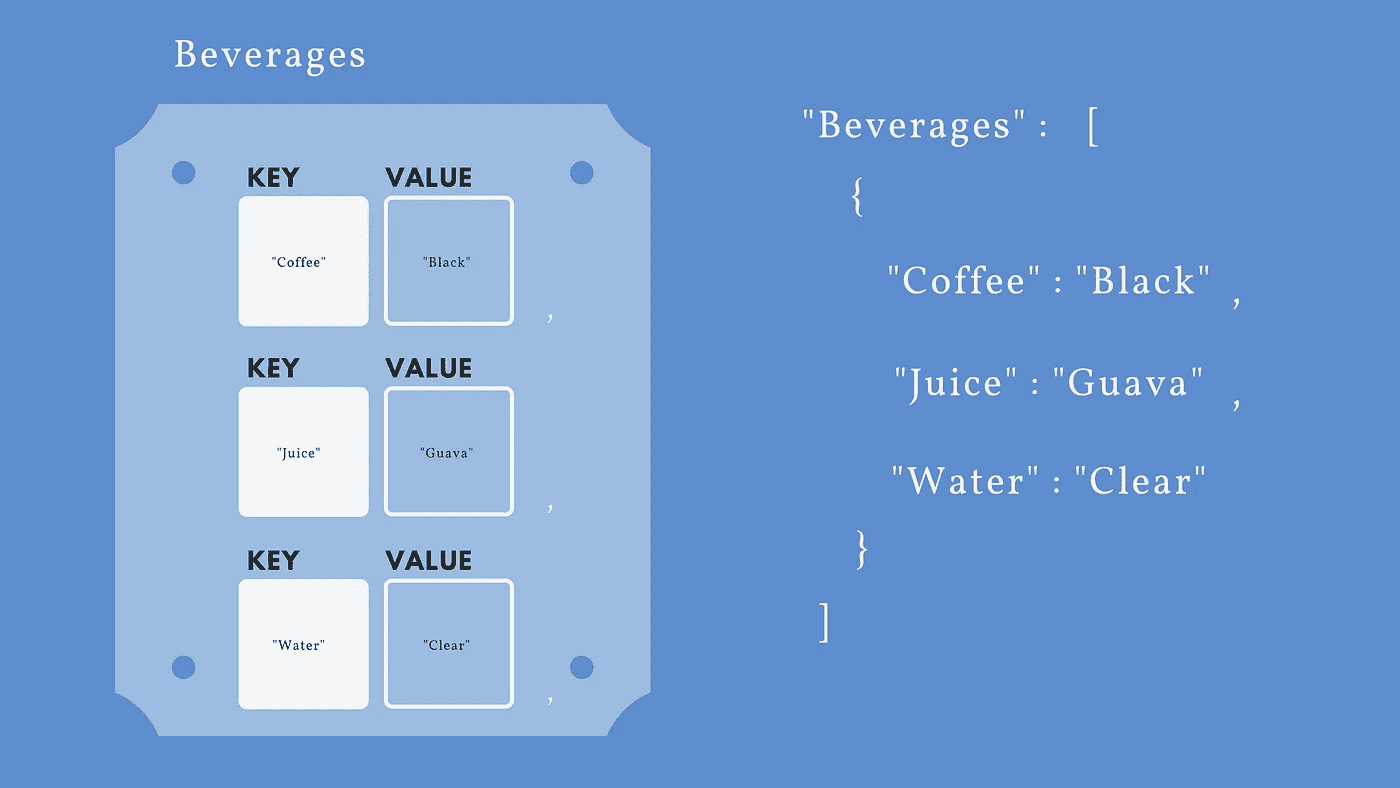 Beverages
KEY VALUE
"Coffee" "Black" ,
KEY VALUE
"Juice" "Guava" ,
KEY VALUE
"Water" "Clear" ,
"Beverages" : [
{
"Coffee" : "Black" ,
"Juice" : "Guava" ,
"Water" : "Clear"
}
]